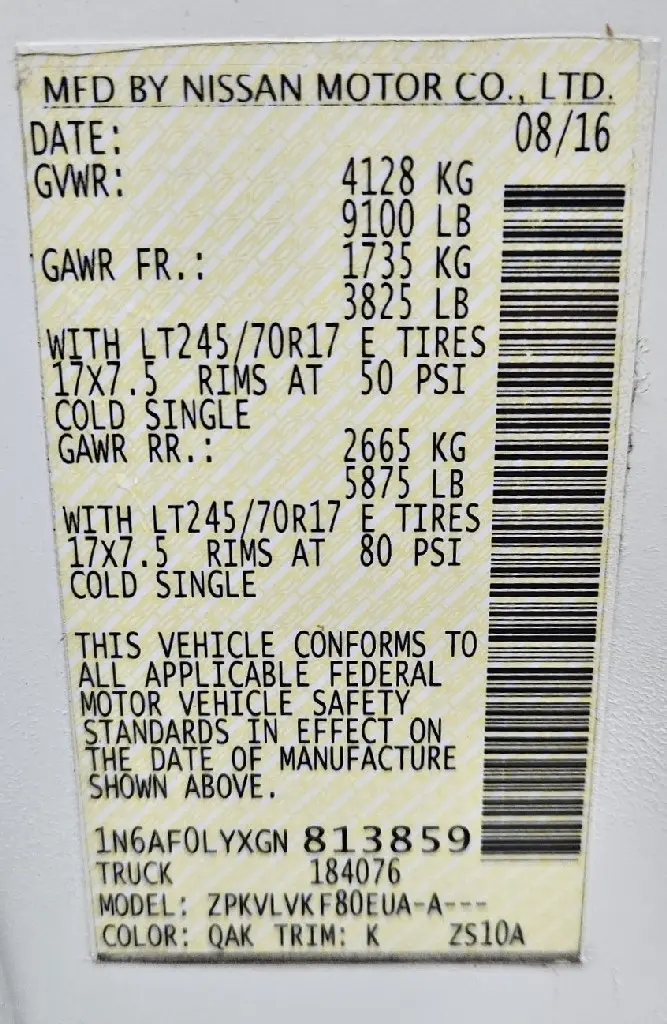 MFD BY NISSAN MOTOR CO., LTD.
DATE: 08/16
GVWR: 4128 KG
9100 LB
GAWR FR.: 1735 KG
3825 LB
WITH LT245/70R17 E TIRES
17X7.5 RIMS AT 50 PSI
COLD SINGLE
GAWR RR.: 2665 KG
5875 LB
WITH LT245/70R17 E TIRES
17X7.5 RIMS AT 80 PSI
COLD SINGLE
THIS VEHICLE CONFORMS TO
ALL APPLICABLE FEDERAL
MOTOR VEHICLE SAFETY
STANDARDS IN EFFECT ON
THE DATE OF MANUFACTURE
SHOWN ABOVE.
1N6AF0LYXGN 813859
TRUCK 184076
MODEL: ZPKVLVKF80EUA-A---
COLOR: QAK TRIM: K ZS10A